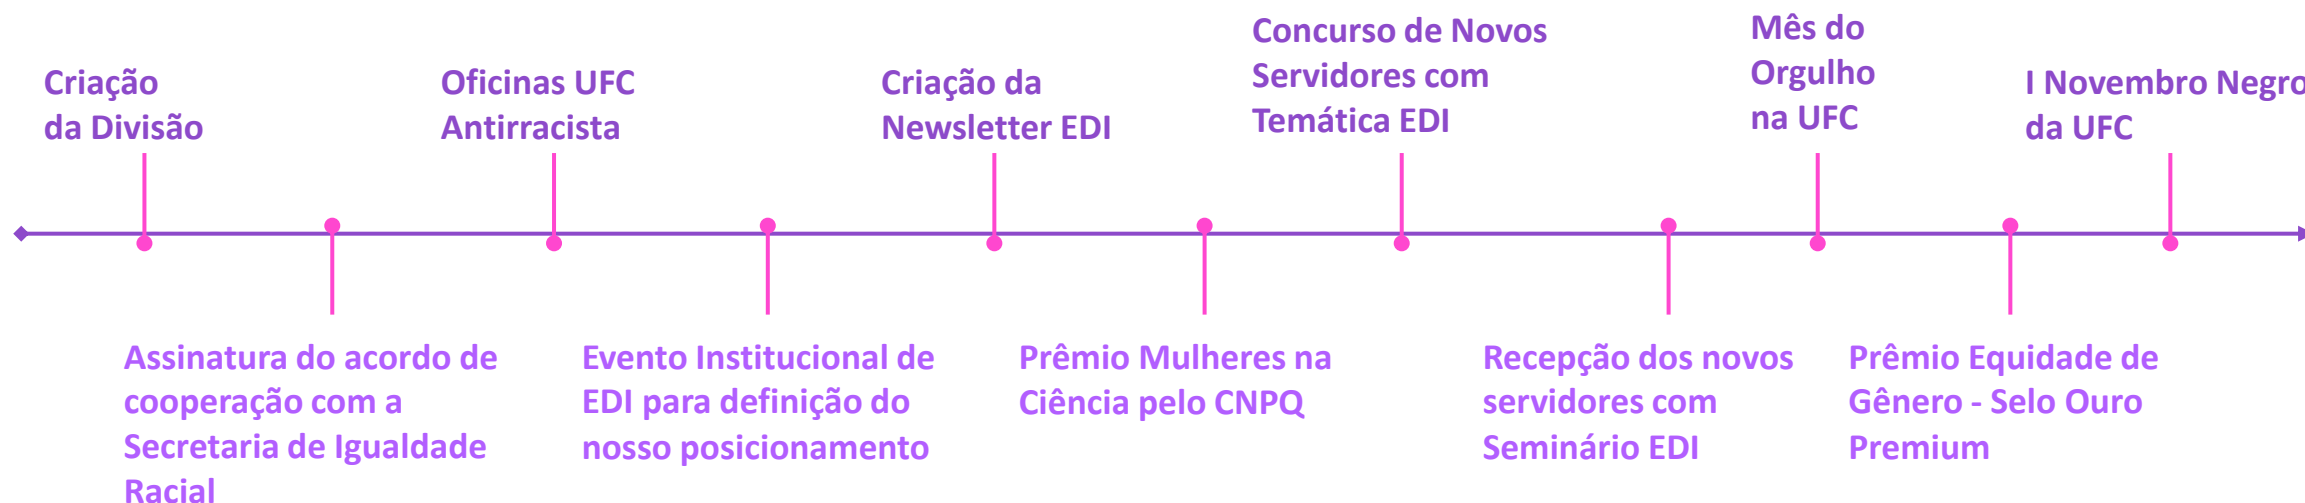 Criação
da Divisão
Assinatura do acordo de
cooperação com a
Secretaria de Igualdade
Racial
Oficinas UFC
Antirracista
Evento Institucional de
EDI para definição do
nosso posicionamento
Criação da
Newsletter EDI
Prêmio Mulheres na
Ciência pelo CNPQ
Concurso de Novos
Servidores com
Temática EDI
Recepção dos novos
servidores com
Seminário EDI
Mês do
Orgulho
na UFC
Prêmio Equidade de
Gênero - Selo Ouro
Premium
I Novembro Negro
da UFC